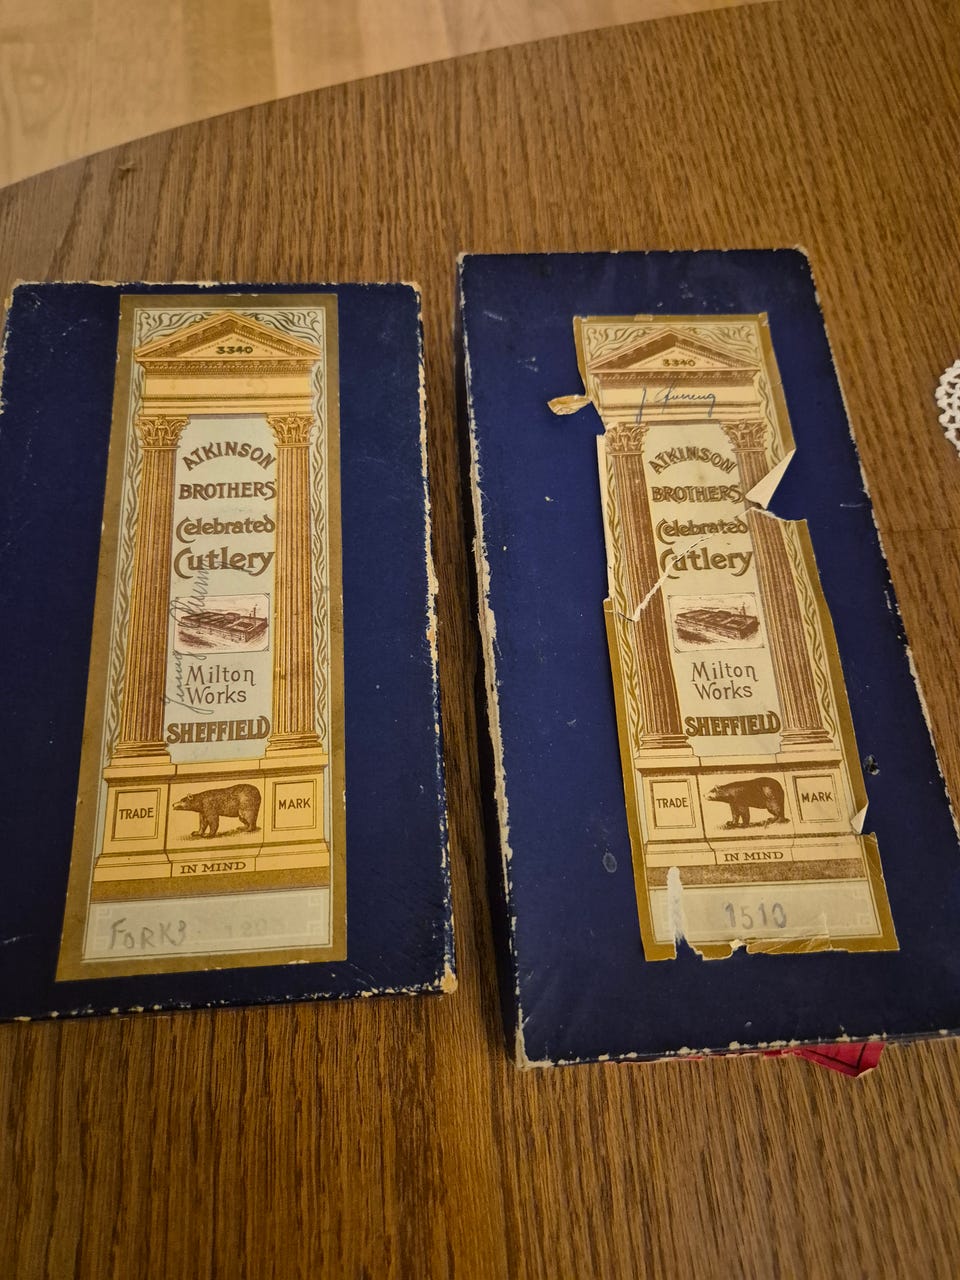 3340
ATKINSON
BROTHERS'
Celebrated
Cutlery
Milton
Works
SHEFFIELD
TRADE
MARK
IN MIND
FORKS
3340
ATKINSON
BROTHERS'
Celebrated
Cutlery
Milton
Works
SHEFFIELD
TRADE
MARK
IN MIND
1510